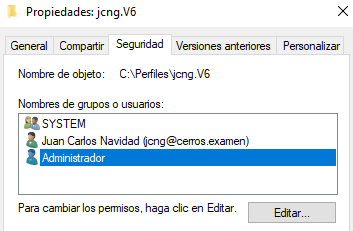 Propiedades: jcng.V6
General Compartir Seguridad Versiones anteriores Personalizar
Nombre de objeto: C:\Perfiles\jcng.V6
Nombres de grupos o usuarios:
SYSTEM
Juan Carlos Navidad (jcng@cerros.examen)
Administrador
Para cambiar los permisos, haga clic en Editar.
Editar...